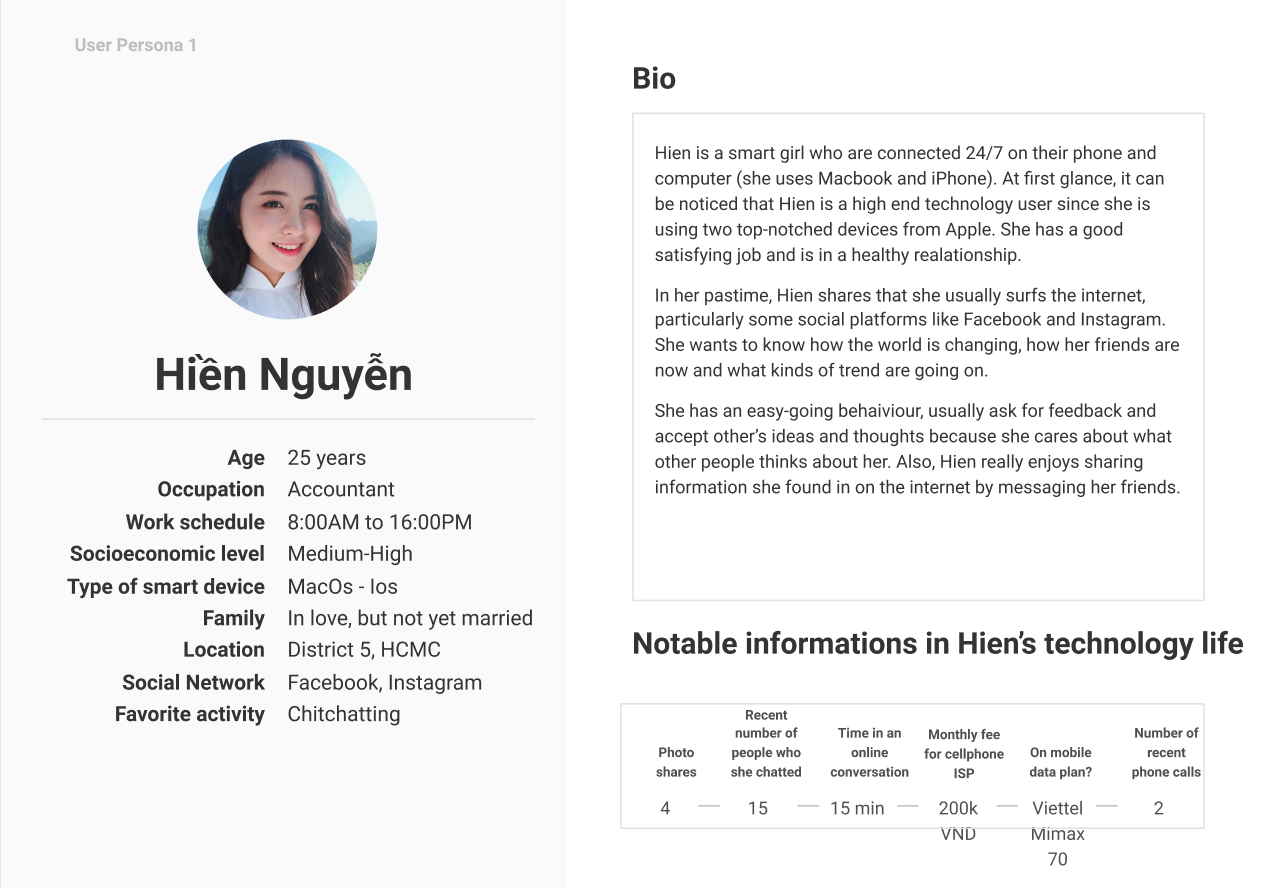 User Persona 1
Hiền Nguyễn
Age 25 years
Occupation Accountant
Work schedule 8:00AM to 16:00PM
Socioeconomic level Medium-High
Type of smart device MacOs - Ios
Family In love, but not yet married
Location District 5, HCMC
Social Network Facebook, Instagram
Favorite activity Chitchatting
Bio
Hien is a smart girl who are connected 24/7 on their phone and
computer (she uses Macbook and iPhone). At first glance, it can
be noticed that Hien is a high end technology user since she is
using two top-notched devices from Apple. She has a good
satisfying job and is in a healthy realationship.
In her pastime, Hien shares that she usually surfs the internet,
particularly some social platforms like Facebook and Instagram.
She wants to know how the world is changing, how her friends are
now and what kinds of trend are going on.
She has an easy-going behaiviour, usually ask for feedback and
accept other’s ideas and thoughts because she cares about what
other people thinks about her. Also, Hien really enjoys sharing
information she found in on the internet by messaging her friends.
Notable informations in Hien’s technology life
Photo
shares
4
Recent
number of
people who
she chatted
15
Time in an
online
conversation
15 min
Monthly fee
for cellphone
ISP
200k
VND
On mobile
data plan?
Viettel
Mimax
70
Number of
recent
phone calls
2